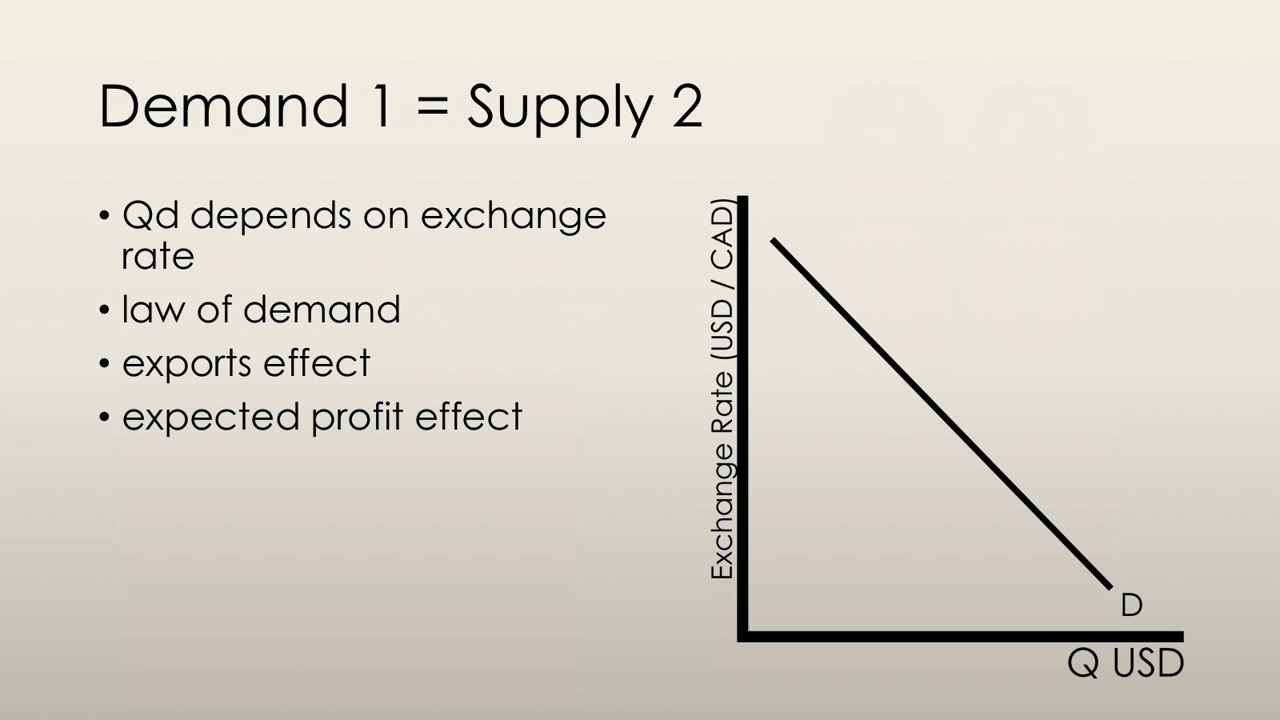 Demand 1 = Supply 2
• Qd depends on exchange
rate
• law of demand
• exports effect
• expected profit effect
Exchange Rate (USD / CAD)
D
Q USD